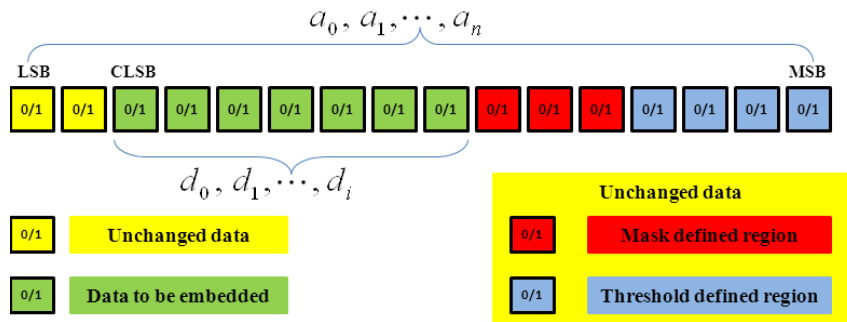 a₀, a₁, ⋯, aₙ
LSB CLSB MSB
0/1 0/1 0/1 0/1 0/1 0/1 0/1 0/1 0/1 0/1 0/1 0/1 0/1 0/1 0/1 0/1
d₀, d₁, ⋯, dᵢ
Unchanged data
0/1 Unchanged data 0/1 Mask defined region
0/1 Data to be embedded 0/1 Threshold defined region